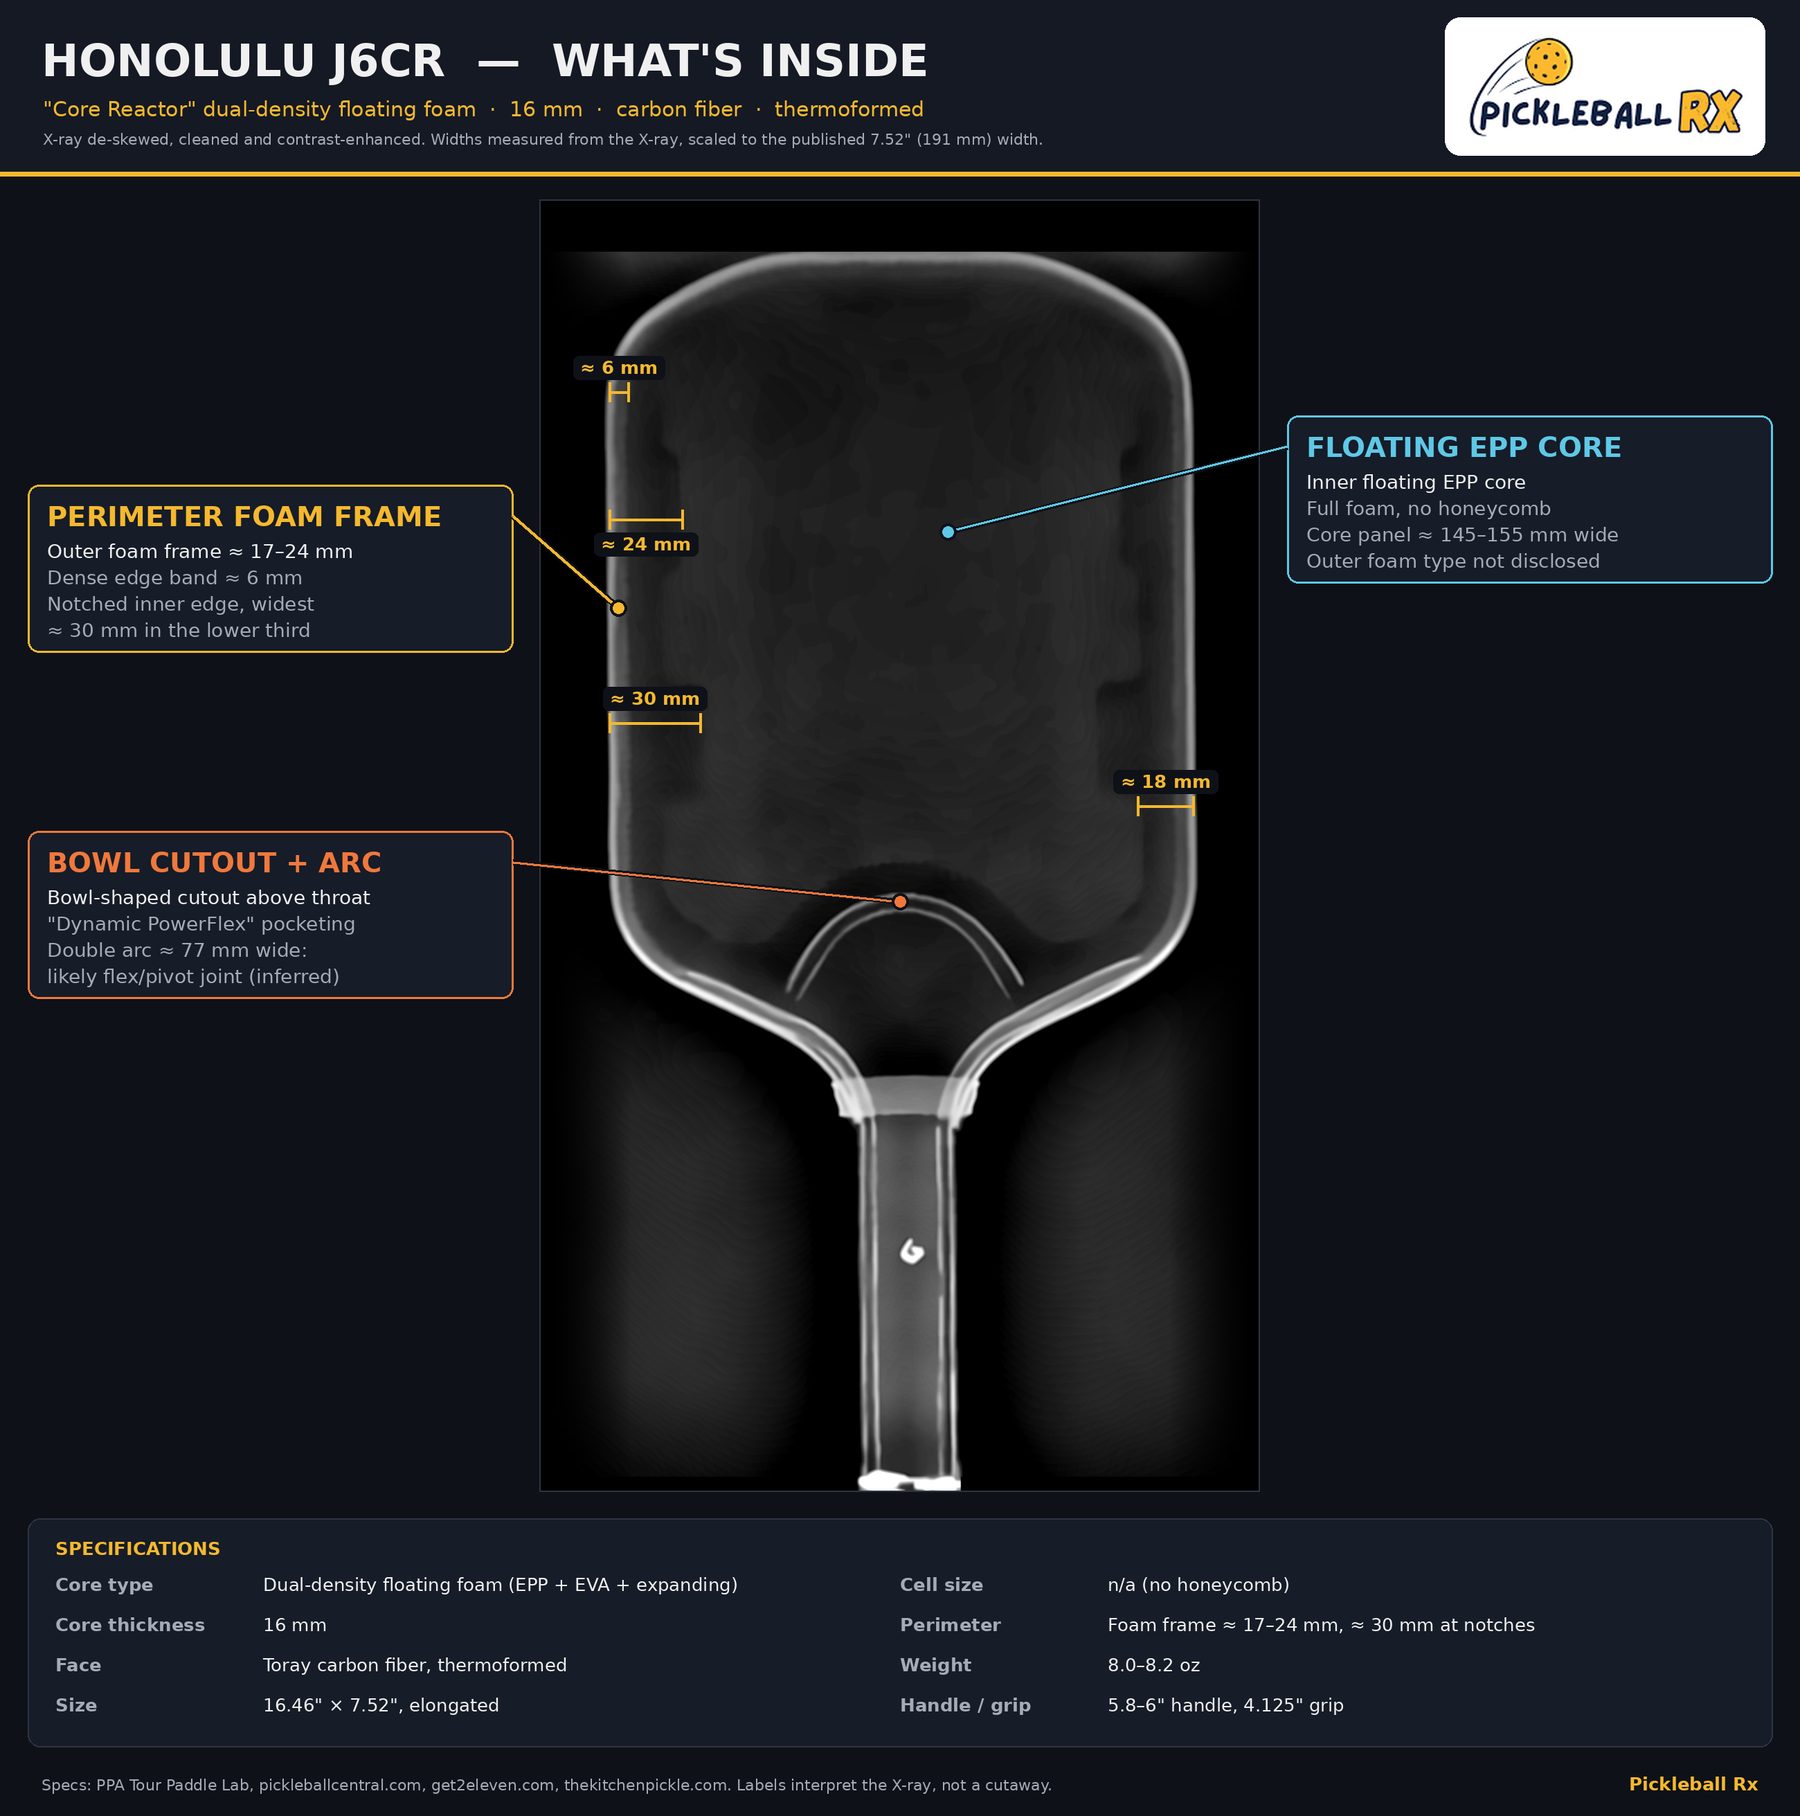 HONOLULU J6CR — WHAT'S INSIDE
"Core Reactor" dual-density floating foam · 16 mm · carbon fiber · thermoformed
X-ray de-skewed, cleaned and contrast-enhanced. Widths measured from the X-ray, scaled to the published 7.52" (191 mm) width.
PICKLEBALL RX
≈ 6 mm
FLOATING EPP CORE
Inner floating EPP core
Full foam, no honeycomb
Core panel ≈ 145–155 mm wide
Outer foam type not disclosed
PERIMETER FOAM FRAME
Outer foam frame ≈ 17–24 mm
Dense edge band ≈ 6 mm
Notched inner edge, widest
≈ 30 mm in the lower third
≈ 24 mm
≈ 30 mm
≈ 18 mm
BOWL CUTOUT + ARC
Bowl-shaped cutout above throat
"Dynamic PowerFlex" pocketing
Double arc ≈ 77 mm wide:
likely flex/pivot joint (inferred)
6
SPECIFICATIONS
Core type Dual-density floating foam (EPP + EVA + expanding)
Cell size n/a (no honeycomb)
Core thickness 16 mm
Perimeter Foam frame ≈ 17–24 mm, ≈ 30 mm at notches
Face Toray carbon fiber, thermoformed
Weight 8.0–8.2 oz
Size 16.46" × 7.52", elongated
Handle / grip 5.8–6" handle, 4.125" grip
Specs: PPA Tour Paddle Lab, pickleballcentral.com, get2eleven.com, thekitchenpickle.com. Labels interpret the X-ray, not a cutaway.
Pickleball Rx